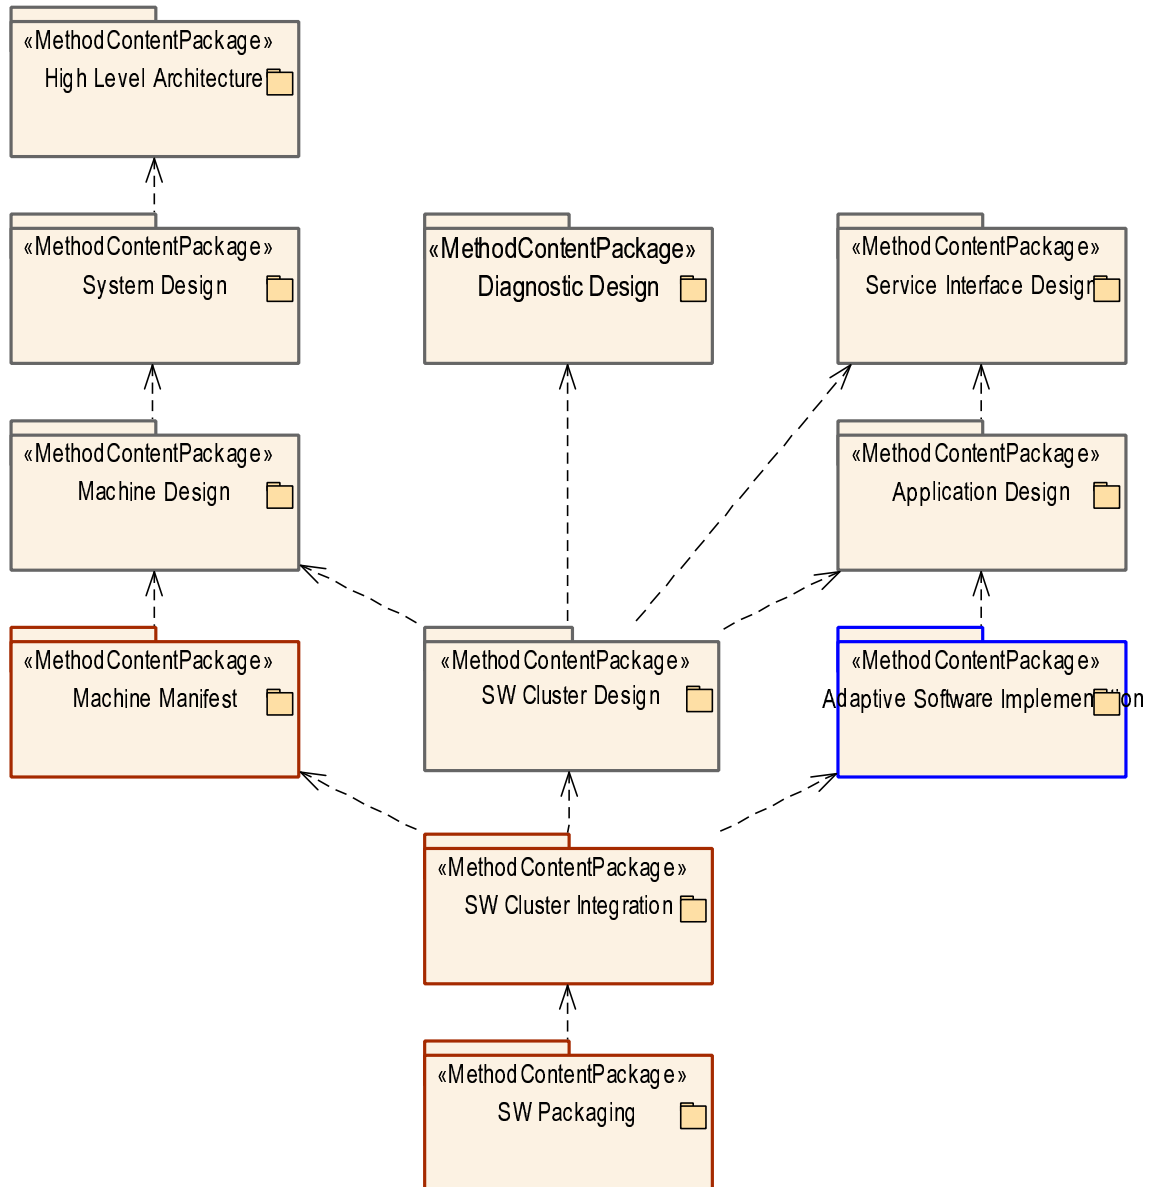 «MethodContentPackage»
High Level Architecture
«MethodContentPackage»
System Design
«MethodContentPackage»
Diagnostic Design
«MethodContentPackage»
Service Interface Design
«MethodContentPackage»
Machine Design
«MethodContentPackage»
Application Design
«MethodContentPackage»
Machine Manifest
«MethodContentPackage»
SW Cluster Design
«MethodContentPackage»
Adaptive Software Implementation
«MethodContentPackage»
SW Cluster Integration
«MethodContentPackage»
SW Packaging